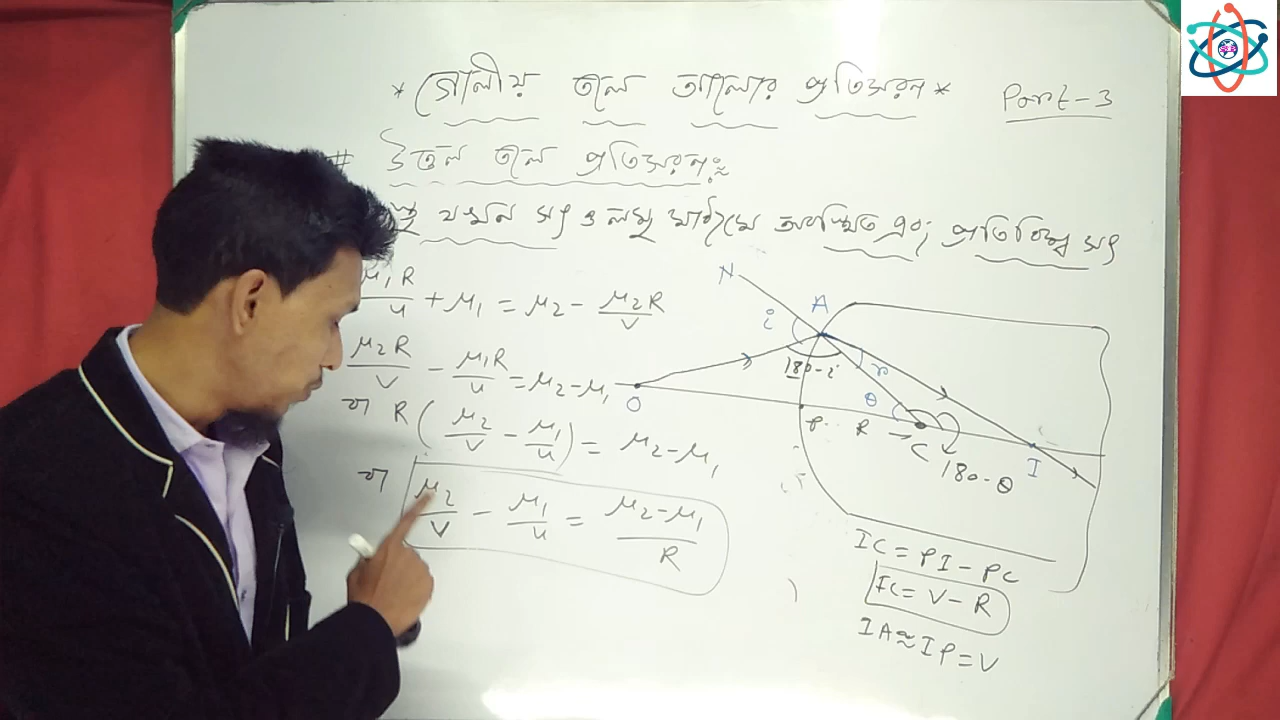 * গোলীয় তলে আলোর প্রতিসরণ * Part-3
# উত্তল তলে প্রতিসরণঃ
যখন সৎ ও লঘু মাধ্যমে অবস্থিত এবং প্রতিবিম্ব সৎ
μ₁R/u + μ₁ = μ₂ - μ₂R/v
μ₂R/v - μ₁R/u = μ₂ - μ₁
বা R(μ₂/v - μ₁/u) = μ₂ - μ₁
বা μ₂/v - μ₁/u = (μ₂ - μ₁)/R
N
A
i
180-i
r
O
θ
P
R → C
180-θ
I
IC = PI - PC
IC = V - R
IA ≈ IP = V